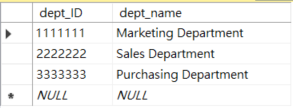 dept_ID dept_name
1111111 Marketing Department
2222222 Sales Department
3333333 Purchasing Department
NULL NULL